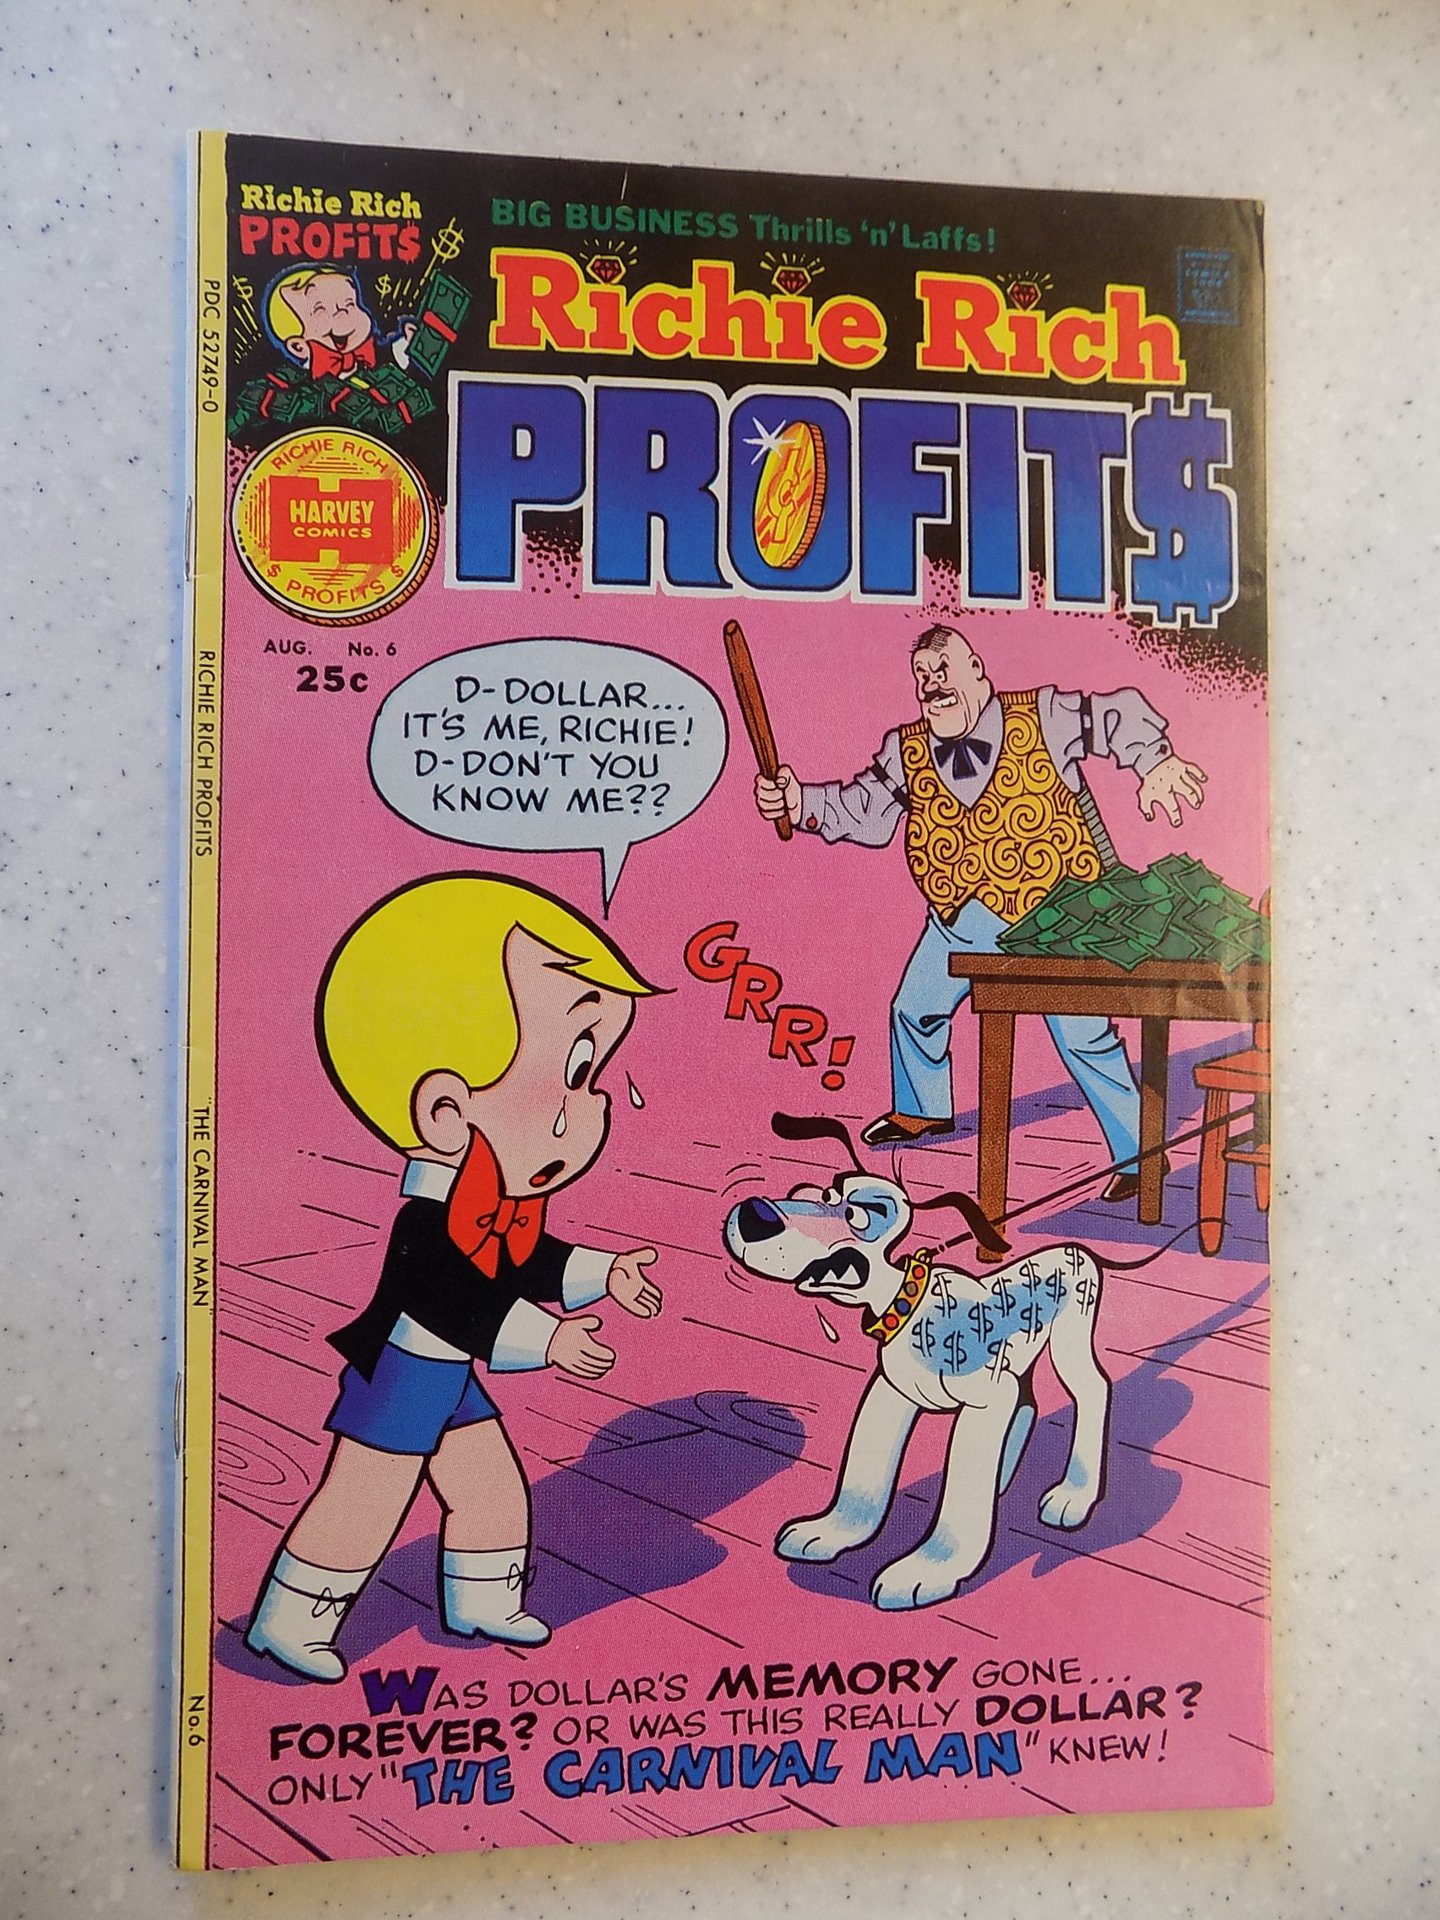 Richie Rich
PROFIT$
BIG BUSINESS Thrills 'n' Laffs!
Richie Rich
PROFIT$
RICHIE RICH
HARVEY
COMICS
$ PROFITS $
AUG. No. 6
25c
D-DOLLAR...
IT'S ME, RICHIE!
D-DON'T YOU
KNOW ME??
GRR!
WAS DOLLAR'S MEMORY GONE...
FOREVER? OR WAS THIS REALLY DOLLAR?
ONLY "THE CARNIVAL MAN" KNEW!
PDC 52749-0 RICHIE RICH PROFITS "THE CARNIVAL MAN" No. 6